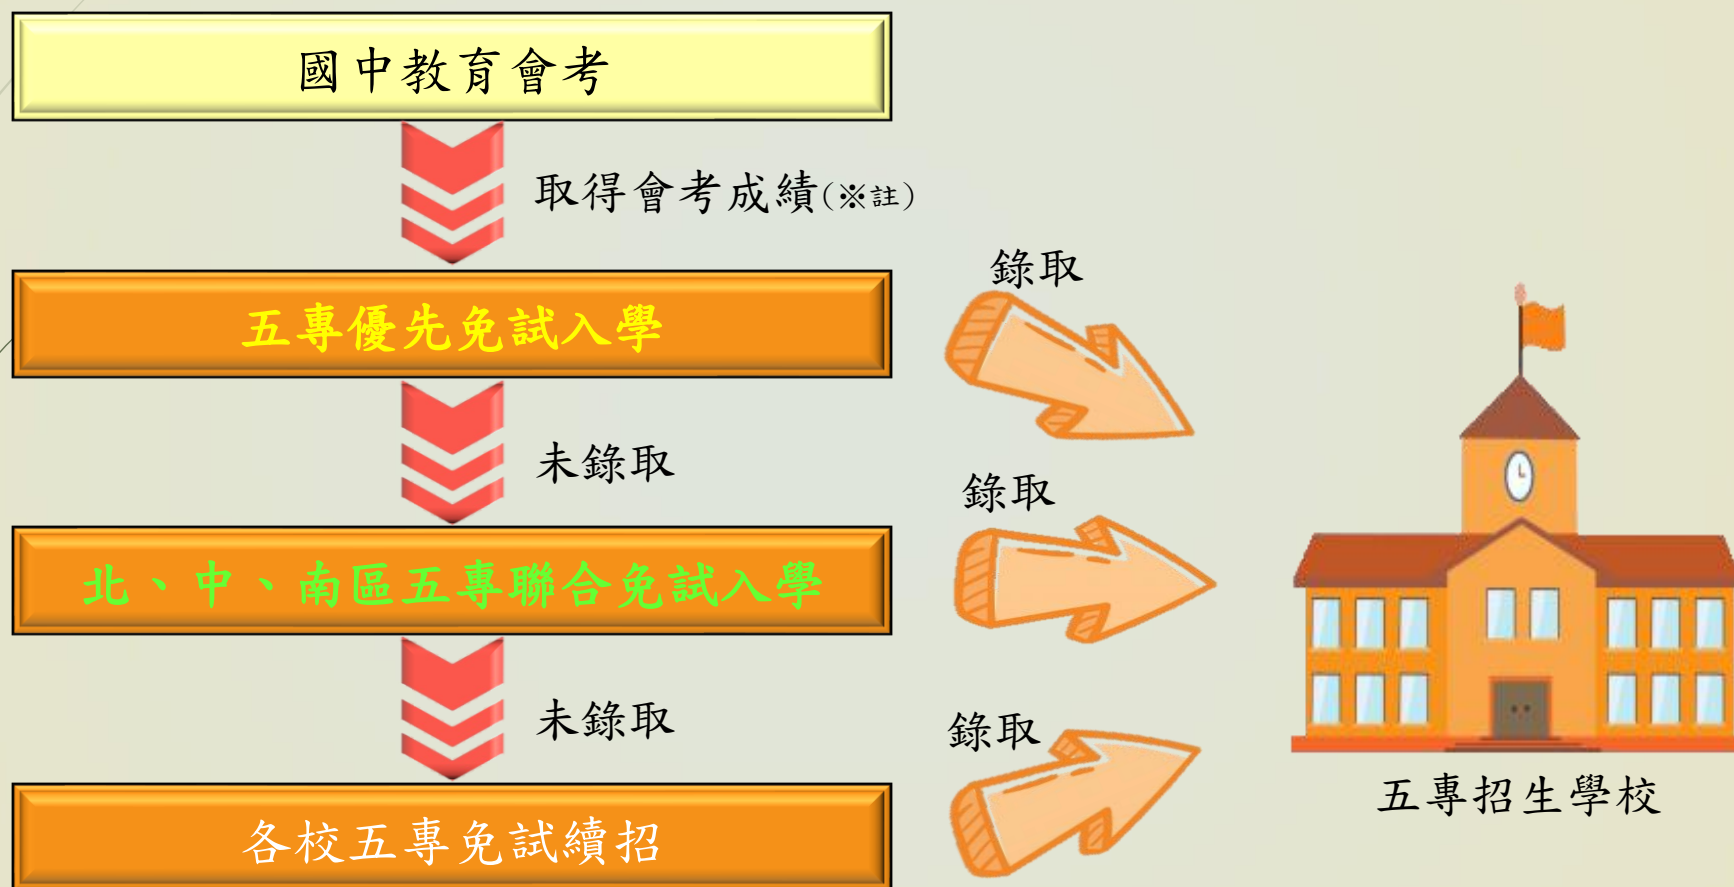 國中教育會考
取得會考成績(※註)
錄取
五專優先免試入學
未錄取
錄取
北、中、南區五專聯合免試入學
未錄取
錄取
五專招生學校
各校五專免試續招